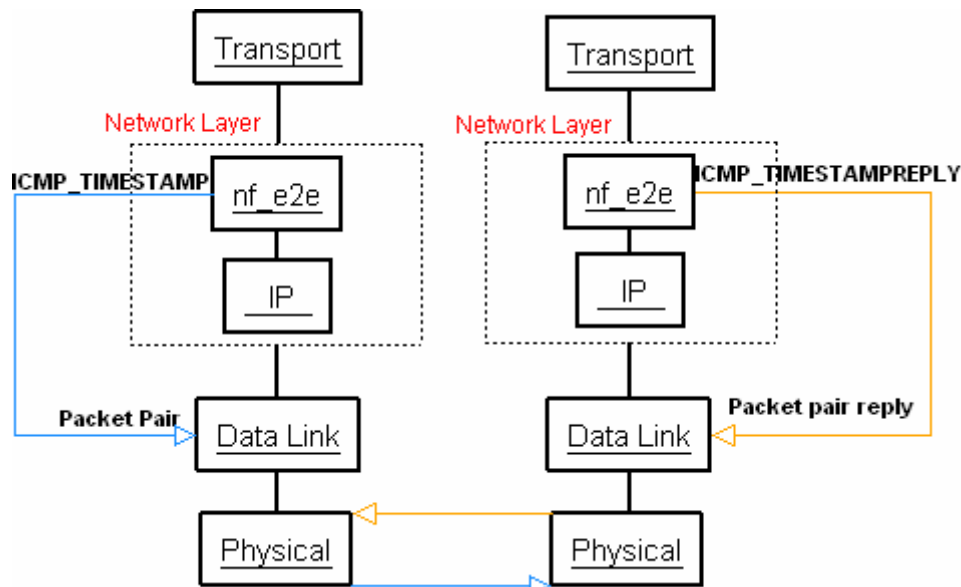 Transport
Transport
Network Layer
Network Layer
ICMP_TIMESTAMP
nf_e2e
ICMP_TIMESTAMPREPLY
nf_e2e
IP
IP
Packet Pair
Data Link
Packet pair reply
Data Link
Physical
Physical